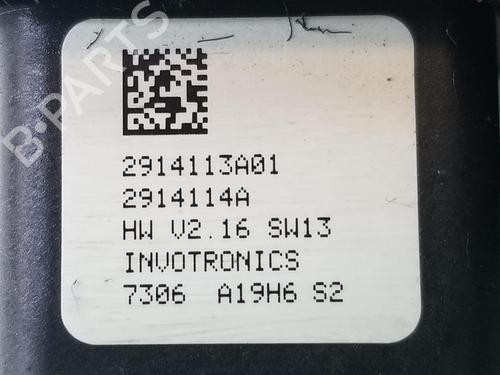 B-PARTS
2914113A01
2914114A
HW V2.16 SW13
INVOTRONICS
7306 A19H6 S2